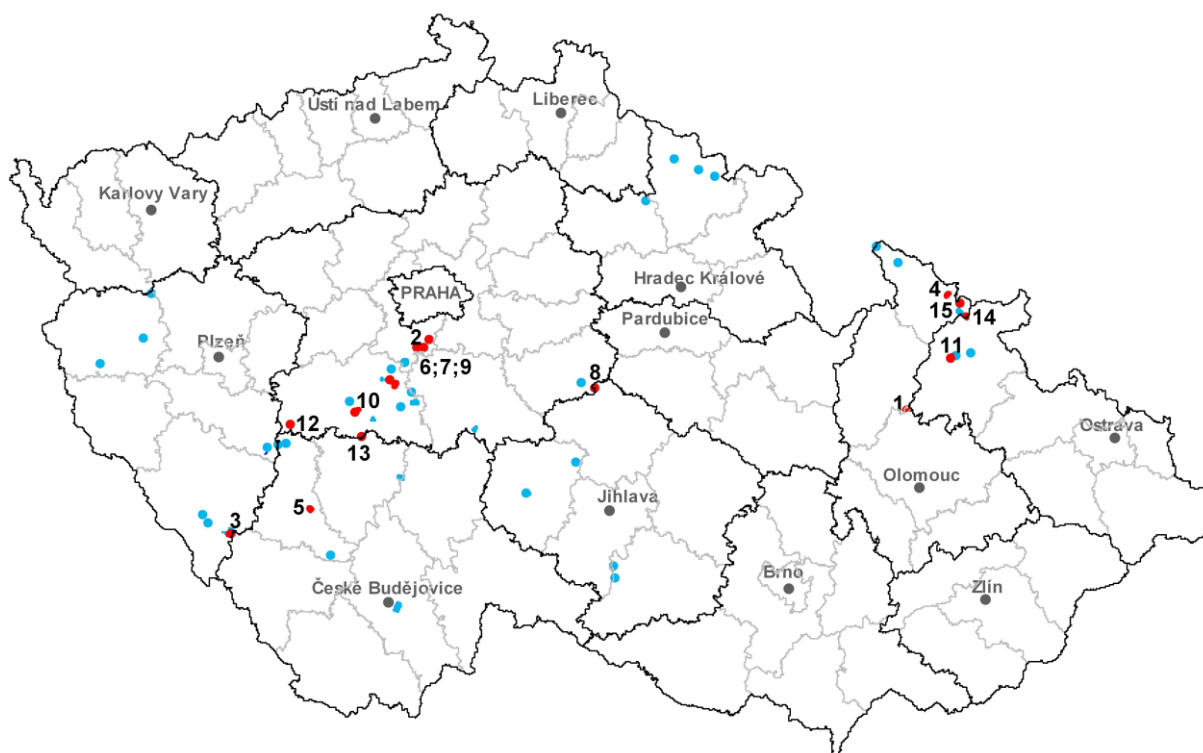 Ústí nad Labem
Liberec
Karlovy Vary
Hradec Králové
PRAHA
4
15
14
Pardubice
Plzeň
2
6;7;9
11
8
10
1
12
Ostrava
13
Olomouc
Jihlava
5
3
Brno
České Budějovice
Zlín